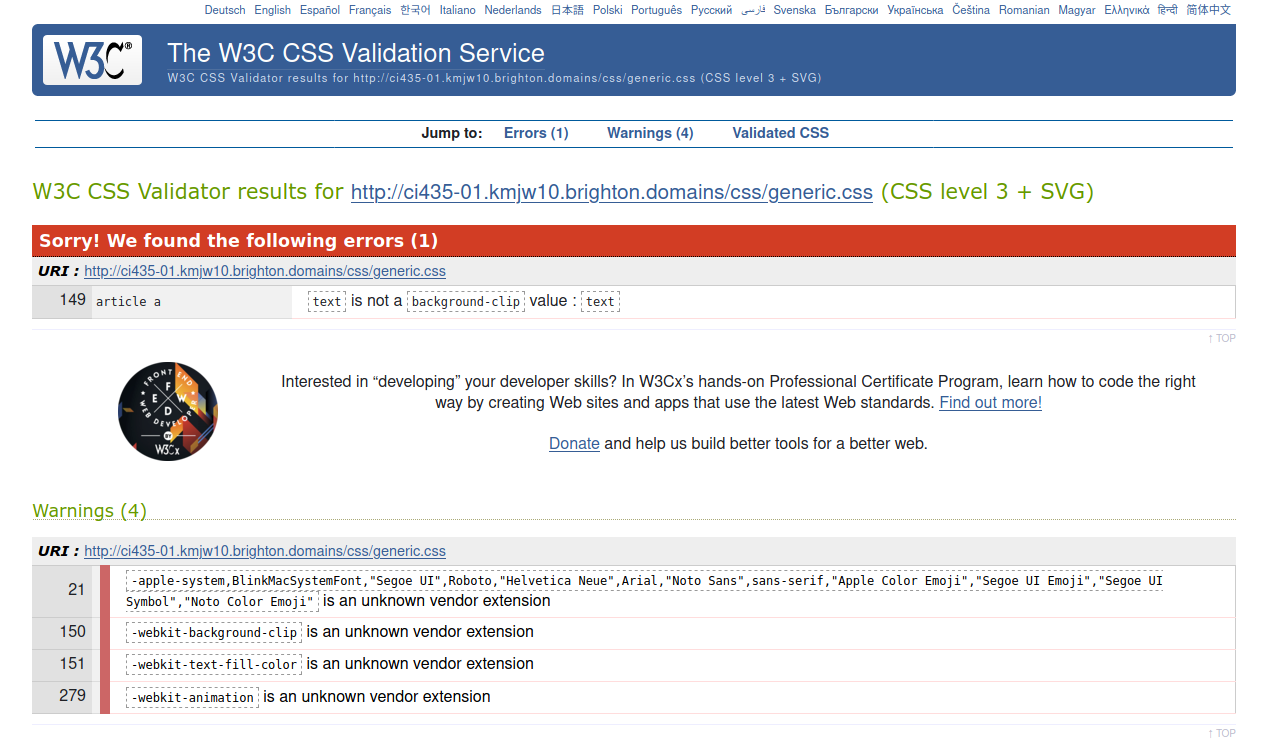 Deutsch English Español Français 한국어 Italiano Nederlands 日本語 Polski Português Русский فارسی Svenska Български Українська Čeština Romanian Magyar Ελληνικά हिन्दी 简体中文
W3C® The W3C CSS Validation Service
W3C CSS Validator results for http://ci435-01.kmjw10.brighton.domains/css/generic.css (CSS level 3 + SVG)
Jump to: Errors (1) Warnings (4) Validated CSS
W3C CSS Validator results for http://ci435-01.kmjw10.brighton.domains/css/generic.css (CSS level 3 + SVG)
Sorry! We found the following errors (1)
URI : http://ci435-01.kmjw10.brighton.domains/css/generic.css
149 article a text is not a background-clip value : text
↑ TOP
FRONT END
F
E W
D
WEB DEVELOPER
W3Cx
Interested in “developing” your developer skills? In W3Cx’s hands-on Professional Certificate Program, learn how to code the right
way by creating Web sites and apps that use the latest Web standards. Find out more!
Donate and help us build better tools for a better web.
Warnings (4)
URI : http://ci435-01.kmjw10.brighton.domains/css/generic.css
21 -apple-system,BlinkMacSystemFont,"Segoe UI",Roboto,"Helvetica Neue",Arial,"Noto Sans",sans-serif,"Apple Color Emoji","Segoe UI Emoji","Segoe UI
Symbol","Noto Color Emoji" is an unknown vendor extension
150 -webkit-background-clip is an unknown vendor extension
151 -webkit-text-fill-color is an unknown vendor extension
279 -webkit-animation is an unknown vendor extension
↑ TOP